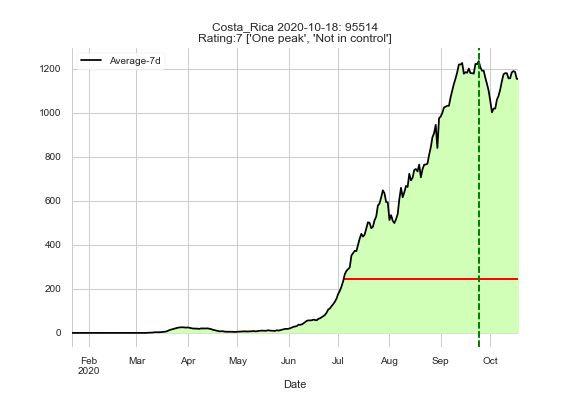 Costa_Rica 2020-10-18: 95514
Rating:7 ['One peak', 'Not in control']
Average-7d
1200
1000
800
600
400
200
0
Feb Mar Apr May Jun Jul Aug Sep Oct
2020
Date